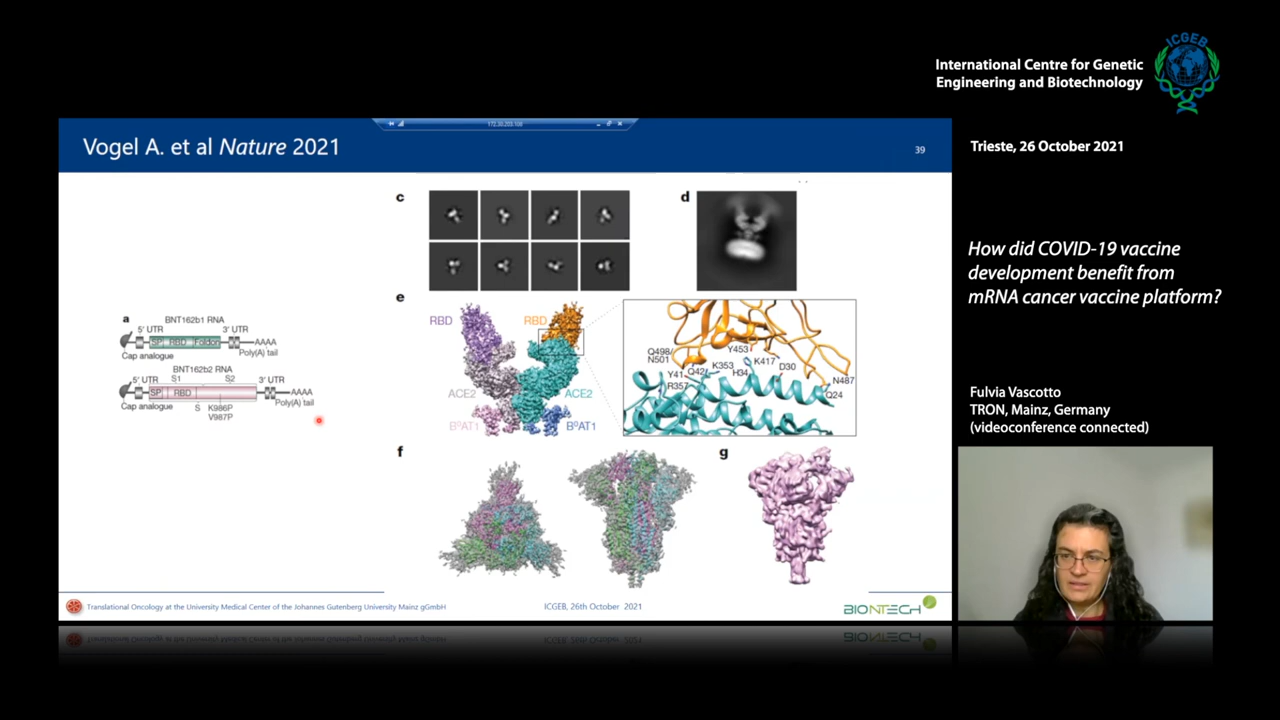 International Centre for Genetic
Engineering and Biotechnology
ICGEB
Trieste, 26 October 2021
How did COVID-19 vaccine
development benefit from
mRNA cancer vaccine platform?
Fulvia Vascotto
TRON, Mainz, Germany
(videoconference connected)
Vogel A. et al Nature 2021
39
a
BNT162b1 RNA
5' UTR
3' UTR
SP
RBD
Foldon
AAAA
Cap analogue
Poly(A) tail
BNT162b2 RNA
5' UTR
S1
S2
3' UTR
SP
RBD
AAAA
Cap analogue
S
K986P
V987P
Poly(A) tail
c
d
e
RBD
RBD
ACE2
ACE2
B⁰AT1
B⁰AT1
Y453
Q498/
N501
K417
K353
D30
Y41
Q42
H34
R357
N487
Q24
f
g
Translational Oncology at the University Medical Center of the Johannes Gutenberg University Mainz gGmbH
ICGEB, 26th October 2021
BIONTECH